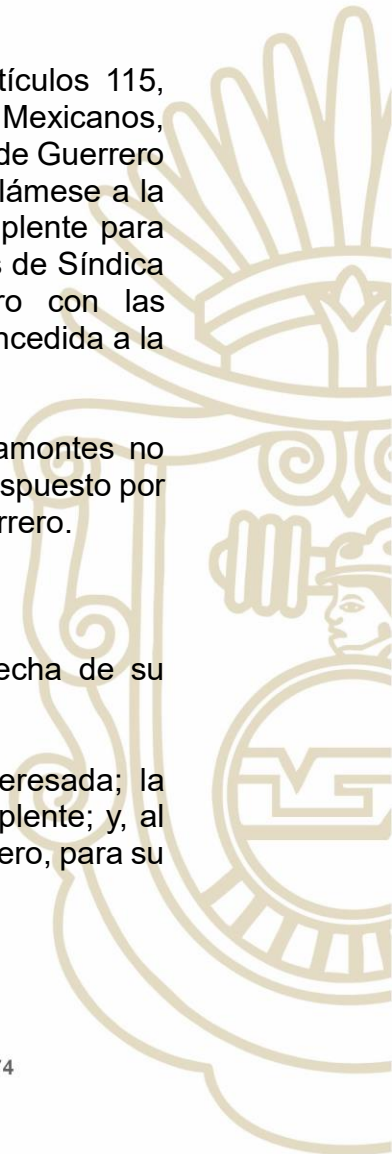 tículos 115,
Mexicanos,
de Guerrero
lámese a la
plente para
s de Síndica
ro con las
ncedida a la
amontes no
spuesto por
rrero.
echa de su
eresada; la
plente; y, al
ero, para su
74